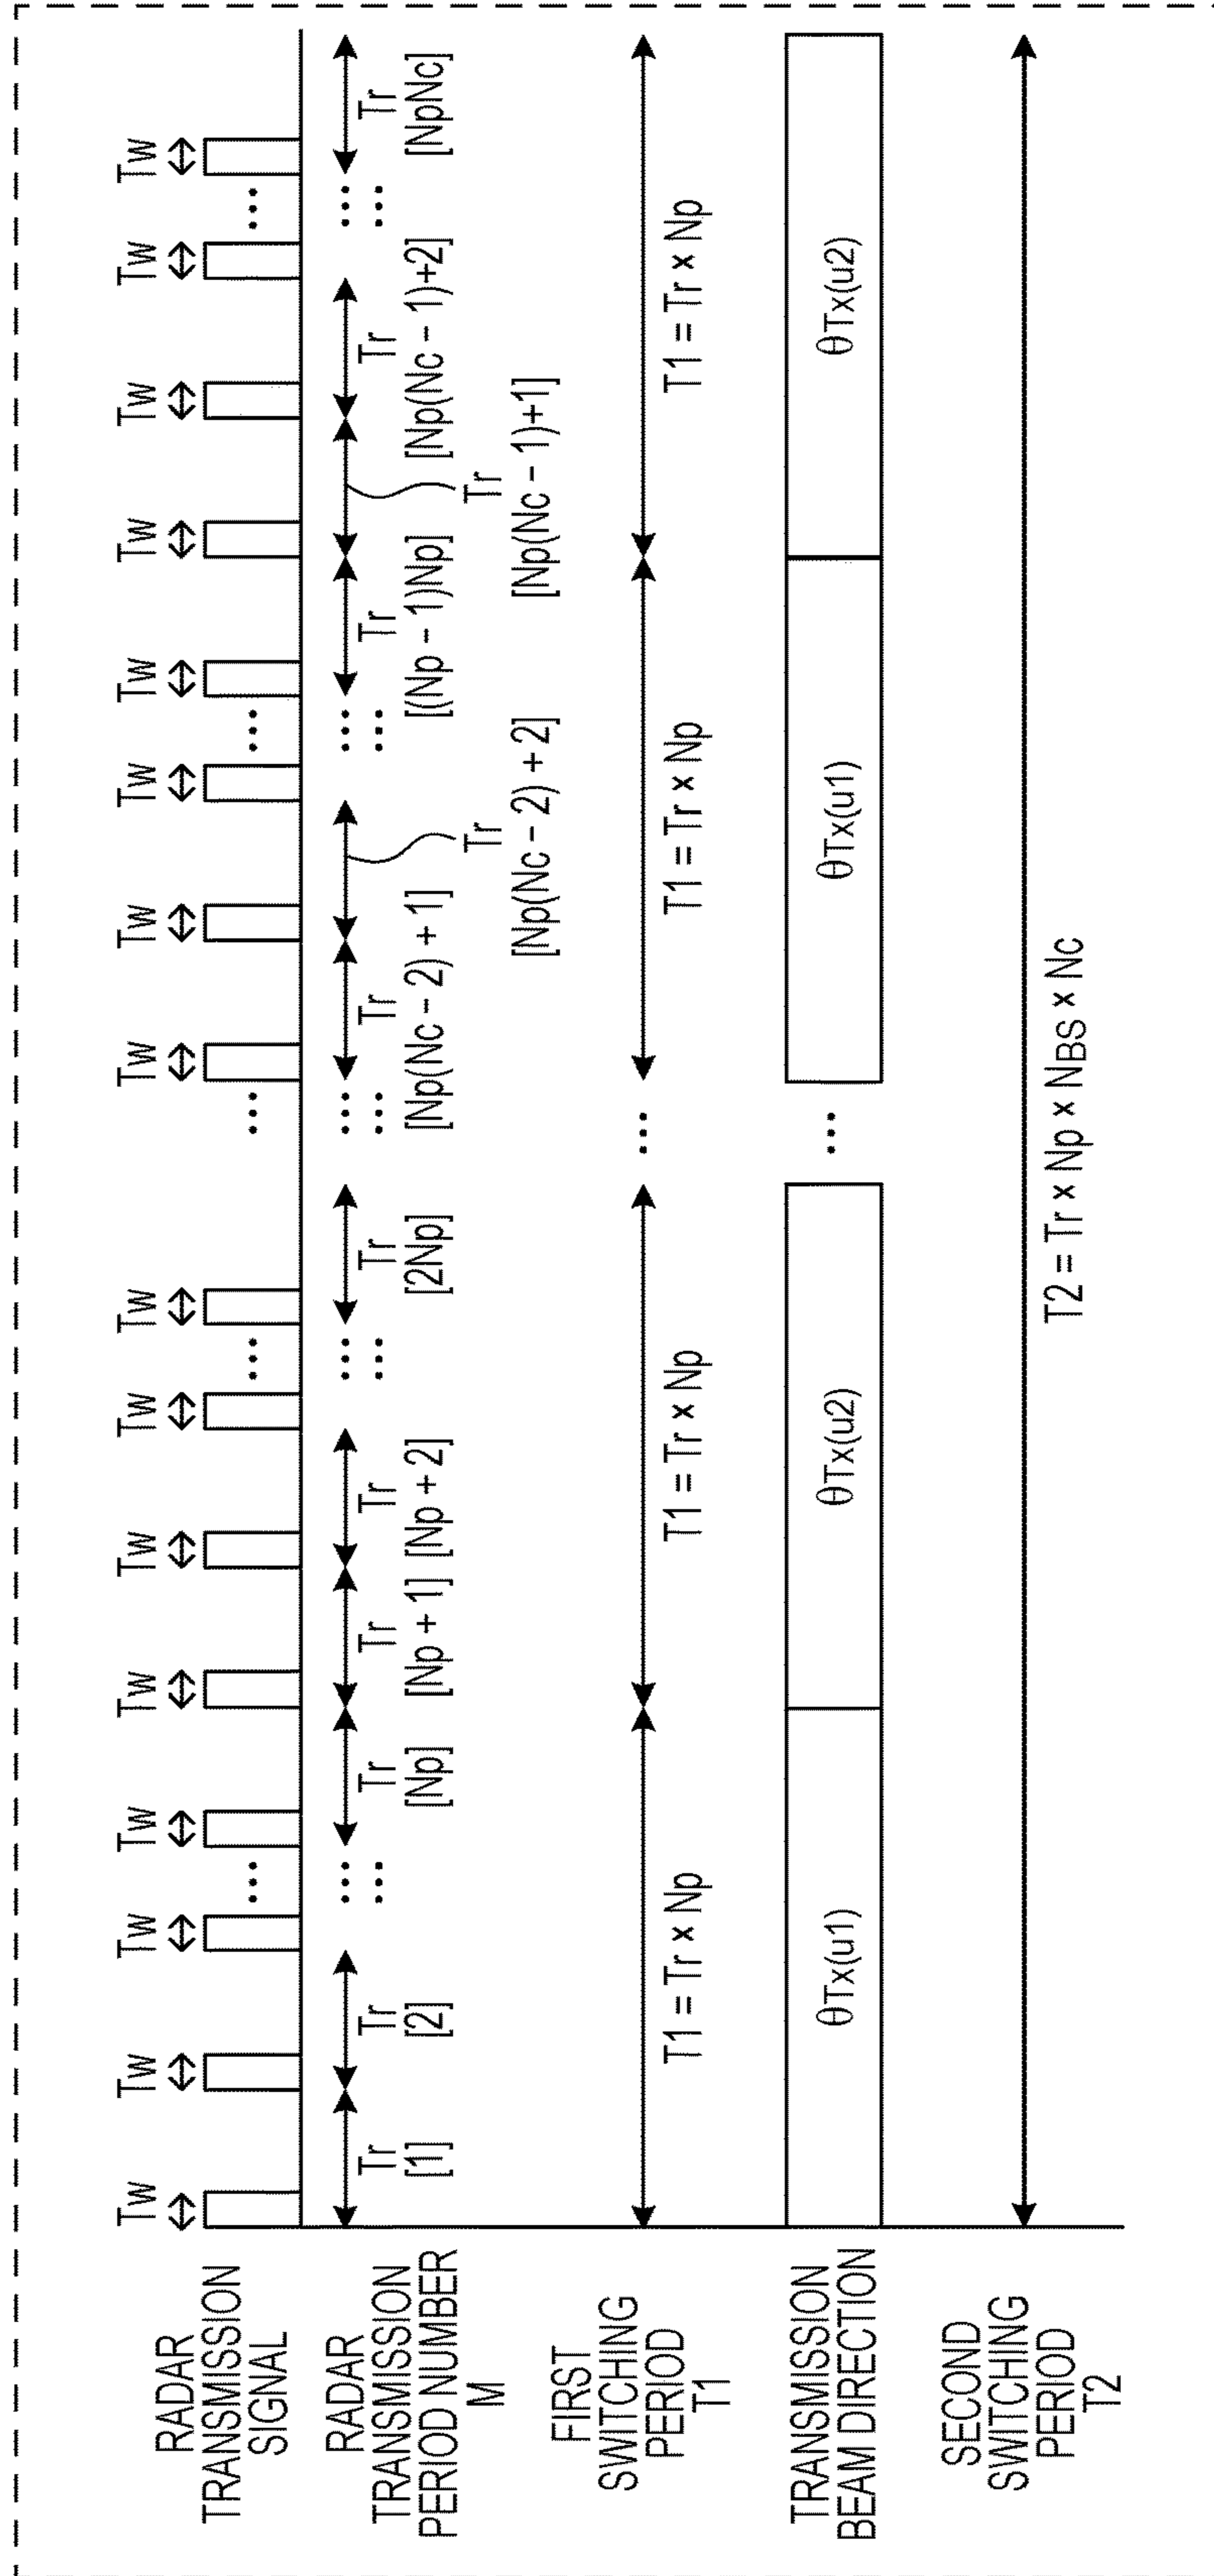 Tw Tw Tw Tw Tw Tw Tw Tw Tw Tw Tw Tw Tw Tw Tw Tw
RADAR
TRANSMISSION
SIGNAL
... ... ... ... ...
RADAR
TRANSMISSION
PERIOD NUMBER
M
Tr
[1]
Tr
[2]
...
...
Tr
[Np]
Tr
[Np + 1]
Tr
[Np + 2]
...
...
Tr
[2Np]
...
...
Tr
[Np(Nc − 2) + 1]
Tr
[Np(Nc − 2) + 2]
...
...
Tr
[(Np − 1)Np]
Tr
[Np(Nc − 1)+1]
Tr
[Np(Nc − 1)+2]
...
...
Tr
[NpNc]
FIRST
SWITCHING
PERIOD
T1
T1 = Tr × Np
T1 = Tr × Np
...
T1 = Tr × Np
T1 = Tr × Np
TRANSMISSION
BEAM DIRECTION
θTx(u1)
θTx(u2)
...
θTx(u1)
θTx(u2)
SECOND
SWITCHING
PERIOD
T2
T2 = Tr × Np × NBS × Nc